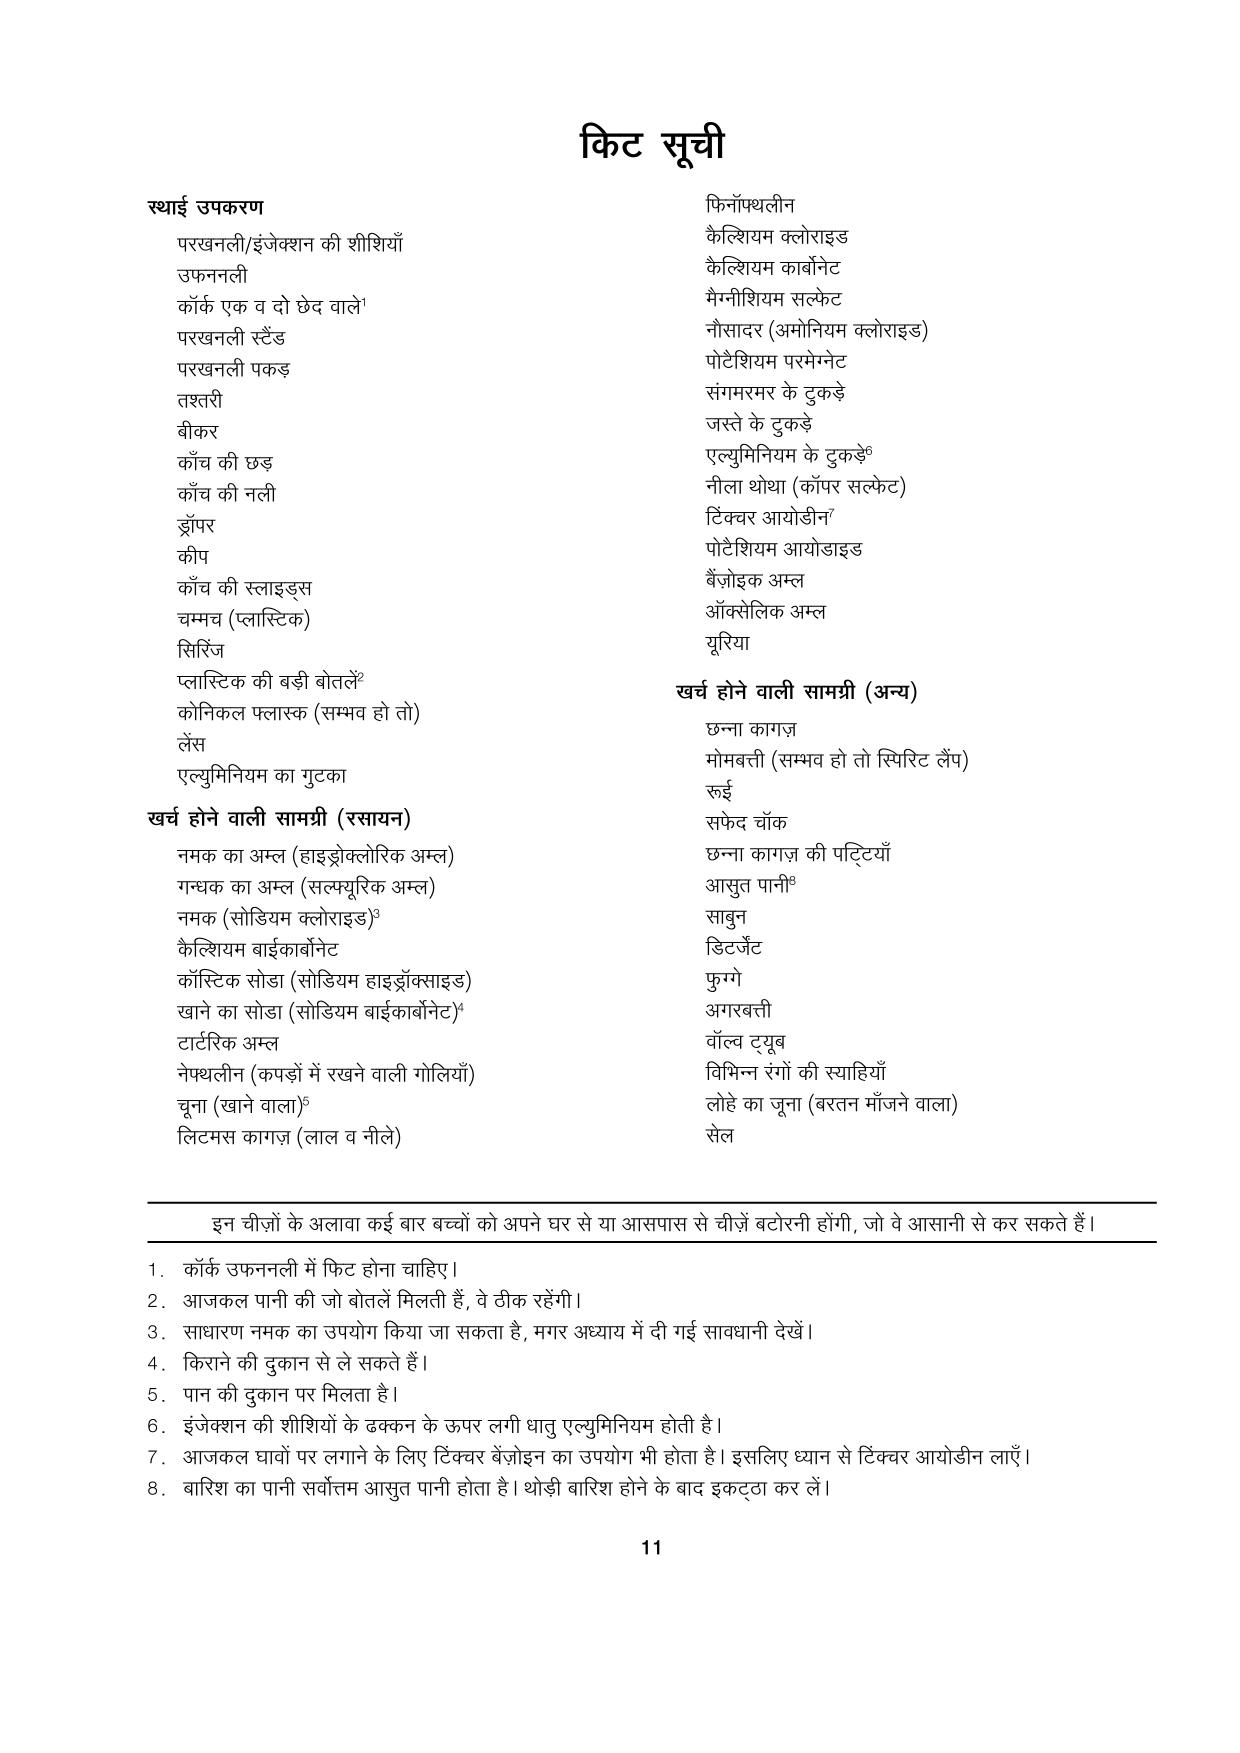 किट सूची
स्थाई उपकरण
परखनली/इंजेक्शन की शीशियाँ
उफननली
कॉर्क एक व दो छेद वाले¹
परखनली स्टैंड
परखनली पकड़
तश्तरी
बीकर
काँच की छड़
काँच की नली
ड्रॉपर
कीप
काँच की स्लाइड्स
चम्मच (प्लास्टिक)
सिरिंज
प्लास्टिक की बड़ी बोतलें²
कोनिकल फ्लास्क (सम्भव हो तो)
लेंस
एल्युमिनियम का गुटका
खर्च होने वाली सामग्री (रसायन)
नमक का अम्ल (हाइड्रोक्लोरिक अम्ल)
गन्धक का अम्ल (सल्फ्यूरिक अम्ल)
नमक (सोडियम क्लोराइड)³
कैल्शियम बाईकार्बोनेट
कॉस्टिक सोडा (सोडियम हाइड्रॉक्साइड)
खाने का सोडा (सोडियम बाईकार्बोनेट)⁴
टार्टरिक अम्ल
नेफ्थलीन (कपड़ों में रखने वाली गोलियाँ)
चूना (खाने वाला)⁵
लिटमस कागज़ (लाल व नीले)
फिनॉफ्थलीन
कैल्शियम क्लोराइड
कैल्शियम कार्बोनेट
मैग्नीशियम सल्फेट
नौसादर (अमोनियम क्लोराइड)
पोटैशियम परमेग्नेट
संगमरमर के टुकड़े
जस्ते के टुकड़े
एल्युमिनियम के टुकड़े⁶
नीला थोथा (कॉपर सल्फेट)
टिंक्चर आयोडीन⁷
पोटैशियम आयोडाइड
बैंज़ोइक अम्ल
ऑक्सेलिक अम्ल
यूरिया
खर्च होने वाली सामग्री (अन्य)
छन्ना कागज़
मोमबत्ती (सम्भव हो तो स्पिरिट लैंप)
रूई
सफेद चॉक
छन्ना कागज़ की पट्टियाँ
आसुत पानी⁸
साबुन
डिटर्जेंट
फुग्गे
अगरबत्ती
वॉल्व ट्यूब
विभिन्न रंगों की स्याहियाँ
लोहे का जूना (बरतन माँजने वाला)
सेल
इन चीज़ों के अलावा कई बार बच्चों को अपने घर से या आसपास से चीज़ें बटोरनी होंगी, जो वे आसानी से कर सकते हैं।
1. कॉर्क उफननली में फिट होना चाहिए।
2. आजकल पानी की जो बोतलें मिलती हैं, वे ठीक रहेंगी।
3. साधारण नमक का उपयोग किया जा सकता है, मगर अध्याय में दी गई सावधानी देखें।
4. किराने की दुकान से ले सकते हैं।
5. पान की दुकान पर मिलता है।
6. इंजेक्शन की शीशियों के ढक्कन के ऊपर लगी धातु एल्युमिनियम होती है।
7. आजकल घावों पर लगाने के लिए टिंक्चर बेंज़ोइन का उपयोग भी होता है। इसलिए ध्यान से टिंक्चर आयोडीन लाएँ।
8. बारिश का पानी सर्वोत्तम आसुत पानी होता है। थोड़ी बारिश होने के बाद इकट्ठा कर लें।
11